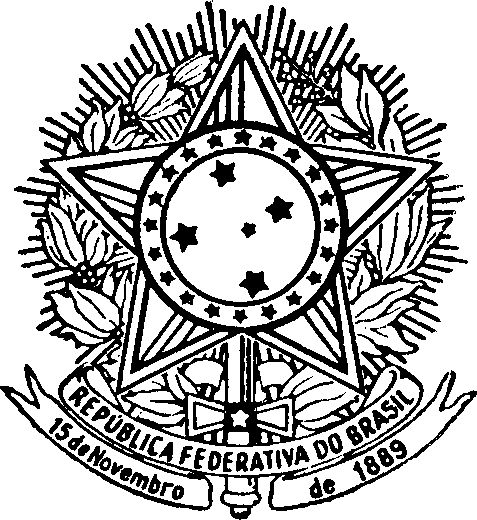 REPÚBLICA FEDERATIVA DO BRASIL
15 de Novembro de 1889